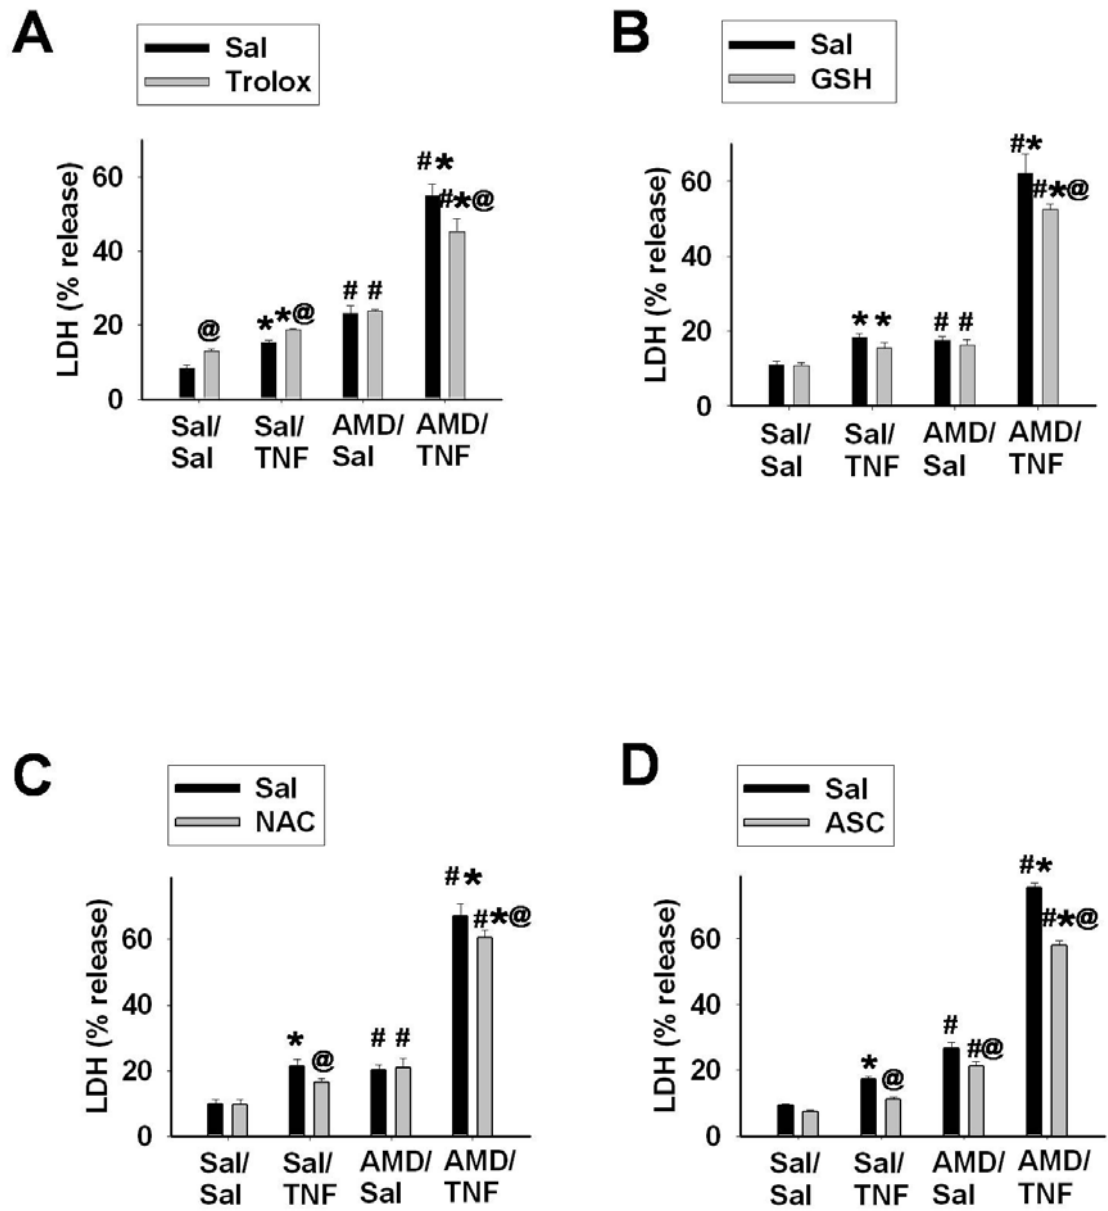 A
Sal
Trolox
LDH (% release)
60
40
20
0
@
*
*@
#
#
#*
#*@
Sal/
Sal
Sal/
TNF
AMD/
Sal
AMD/
TNF
B
Sal
GSH
LDH (% release)
60
40
20
0
*
*
#
#
#*
#*@
Sal/
Sal
Sal/
TNF
AMD/
Sal
AMD/
TNF
C
Sal
NAC
LDH (% release)
60
40
20
0
*
@
#
#
#*
#*@
Sal/
Sal
Sal/
TNF
AMD/
Sal
AMD/
TNF
D
Sal
ASC
LDH (% release)
60
40
20
0
*
@
#
#@
#*
#*@
Sal/
Sal
Sal/
TNF
AMD/
Sal
AMD/
TNF